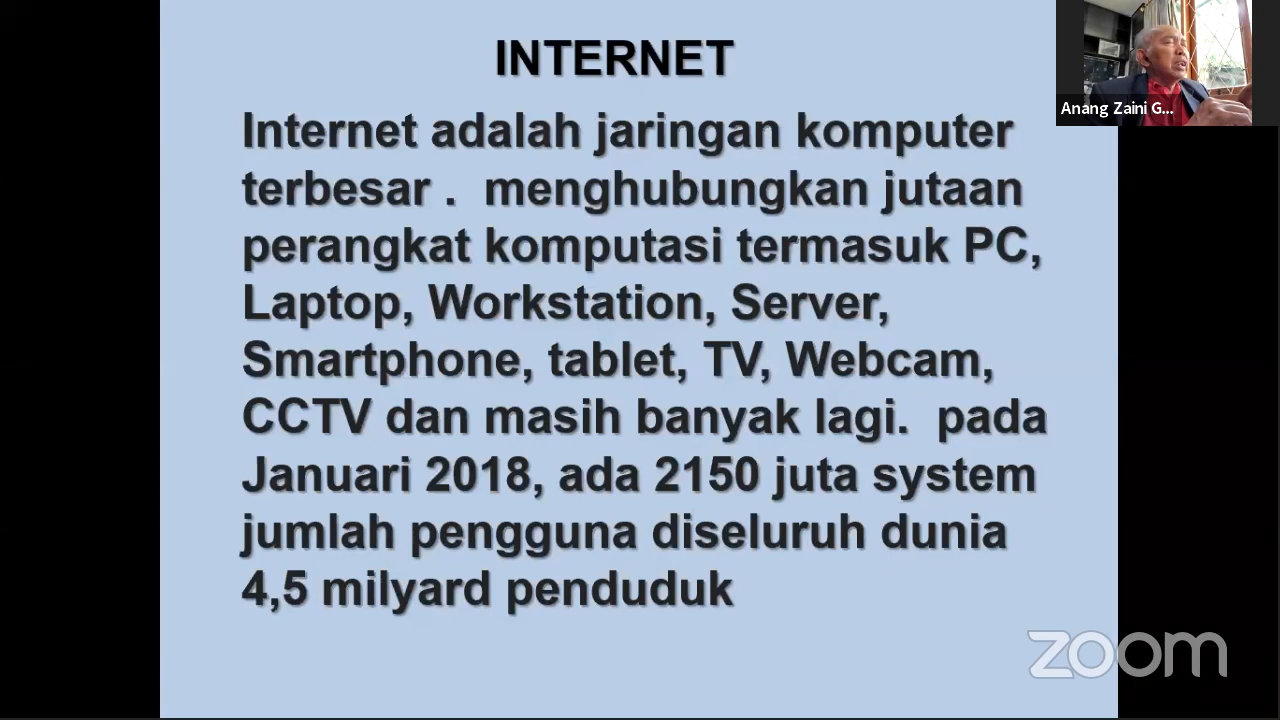 INTERNET
Internet adalah jaringan komputer
terbesar . menghubungkan jutaan
perangkat komputasi termasuk PC,
Laptop, Workstation, Server,
Smartphone, tablet, TV, Webcam,
CCTV dan masih banyak lagi. pada
Januari 2018, ada 2150 juta system
jumlah pengguna diseluruh dunia
4,5 milyard penduduk
Anang Zaini G...
zoom